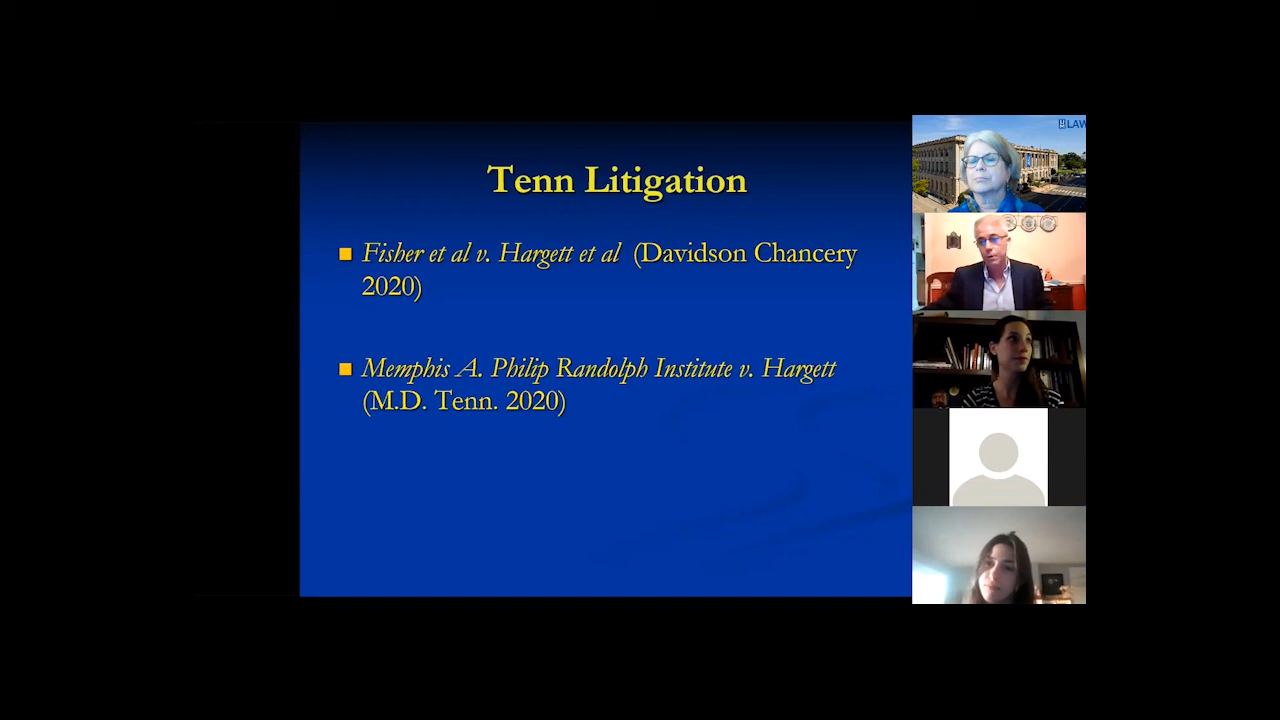 Tenn Litigation
Fisher et al v. Hargett et al (Davidson Chancery
2020)
Memphis A. Philip Randolph Institute v. Hargett
(M.D. Tenn. 2020)
LAW